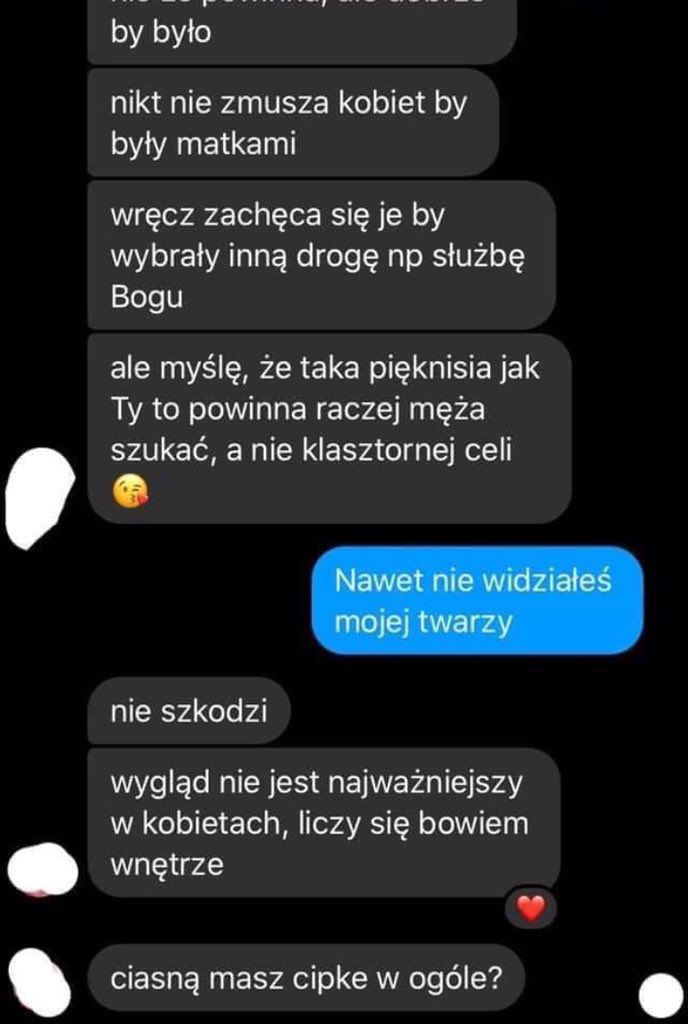 by było
nikt nie zmusza kobiet by
były matkami
wręcz zachęca się je by
wybrały inną drogę np służbę
Bogu
ale myślę, że taka pięknisia jak
Ty to powinna raczej męża
szukać, a nie klasztornej celi
😘
Nawet nie widziałeś
mojej twarzy
nie szkodzi
wygląd nie jest najważniejszy
w kobietach, liczy się bowiem
wnętrze
❤️
ciasną masz cipke w ogóle?